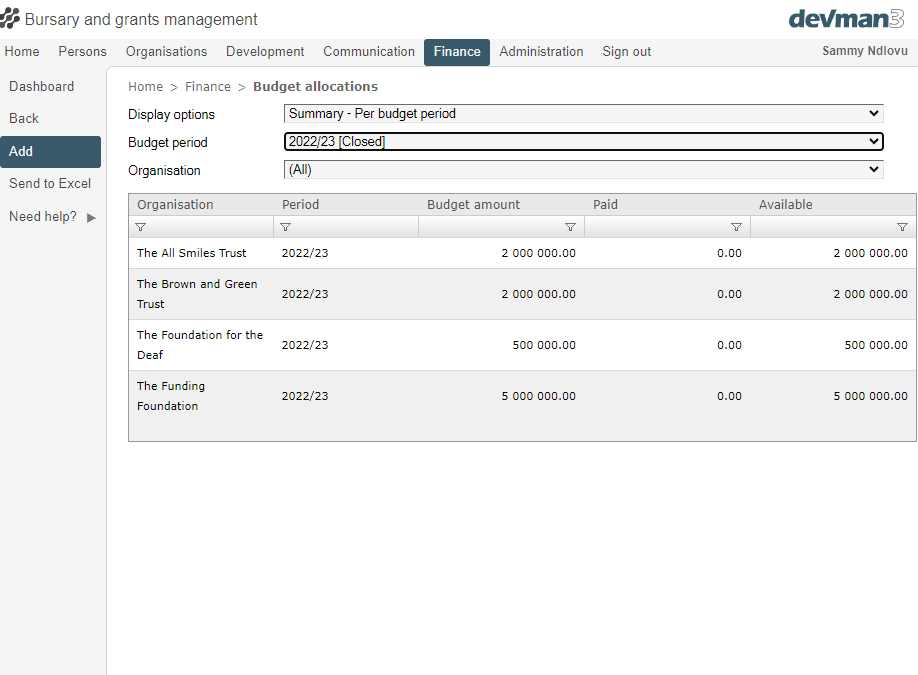 Bursary and grants management
devman3
Home Persons Organisations Development Communication Finance Administration Sign out Sammy Ndlovu
Dashboard
Back
Add
Send to Excel
Need help?
Home > Finance > Budget allocations
Display options Summary - Per budget period
Budget period 2022/23 [Closed]
Organisation (All)
Organisation Period Budget amount Paid Available
The All Smiles Trust 2022/23 2 000 000.00 0.00 2 000 000.00
The Brown and Green
Trust 2022/23 2 000 000.00 0.00 2 000 000.00
The Foundation for the
Deaf 2022/23 500 000.00 0.00 500 000.00
The Funding
Foundation 2022/23 5 000 000.00 0.00 5 000 000.00